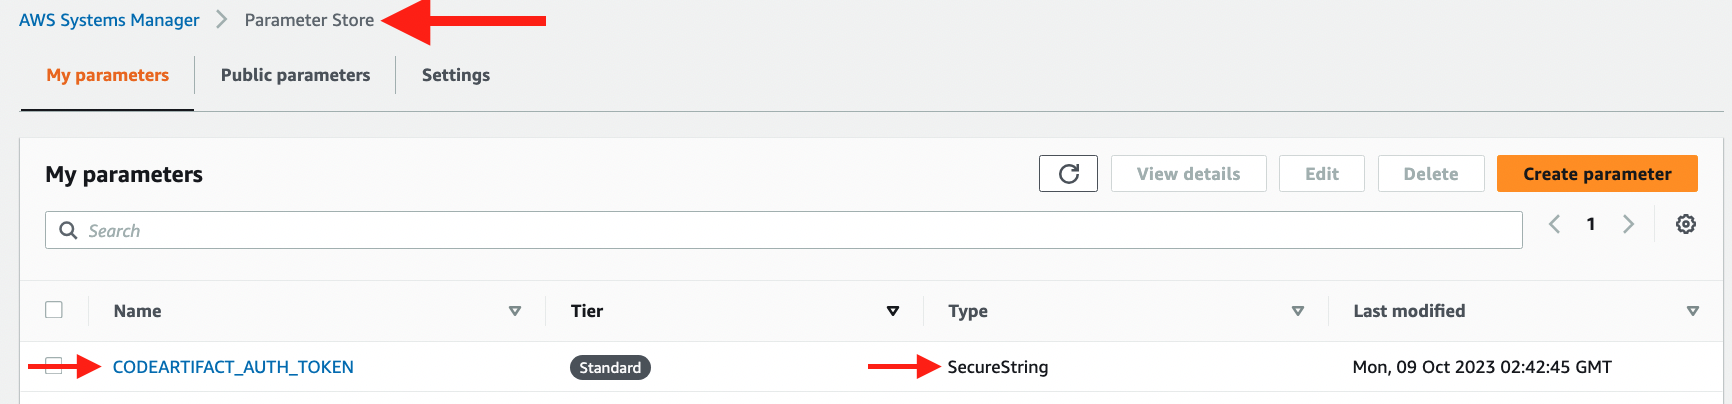 AWS Systems Manager > Parameter Store
My parameters Public parameters Settings
My parameters View details Edit Delete Create parameter
Search 1
Name Tier Type Last modified
CODEARTIFACT_AUTH_TOKEN Standard SecureString Mon, 09 Oct 2023 02:42:45 GMT